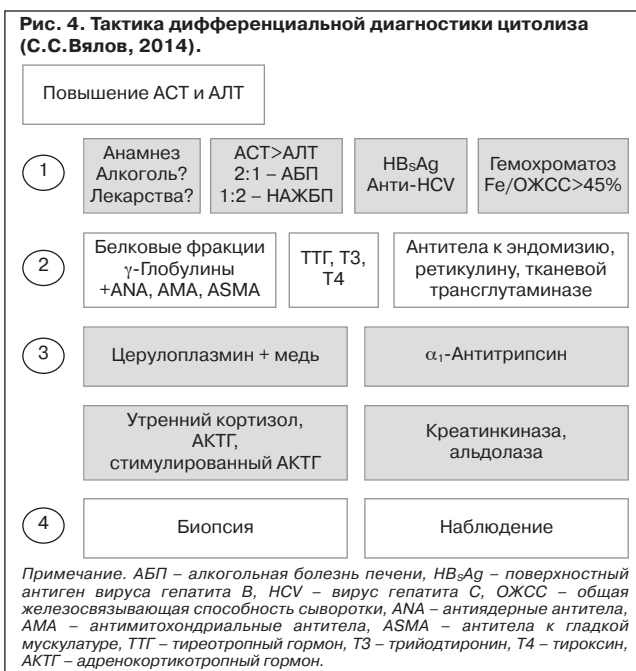 Рис. 4. Тактика дифференциальной диагностики цитолиза
(С.С.Вялов, 2014).
Повышение АСТ и АЛТ
1
Анамнез
Алкоголь?
Лекарства?
АСТ>АЛТ
2:1 – АБП
1:2 – НАЖБП
HBsAg
Анти-HCV
Гемохроматоз
Fe/ОЖСС>45%
2
Белковые фракции
γ-Глобулины
+ANA, AMA, ASMA
ТТГ, Т3,
Т4
Антитела к эндомизию,
ретикулину, тканевой
трансглутаминазе
3
Церулоплазмин + медь
α₁-Антитрипсин
Утренний кортизол,
АКТГ,
стимулированный АКТГ
Креатинкиназа,
альдолаза
4
Биопсия
Наблюдение
Примечание. АБП – алкогольная болезнь печени, HBsAg – поверхностный
антиген вируса гепатита В, HCV – вирус гепатита С, ОЖСС – общая
железосвязывающая способность сыворотки, ANA – антиядерные антитела,
AMA – антимитохондриальные антитела, ASMA – антитела к гладкой
мускулатуре, ТТГ – тиреотропный гормон, Т3 – трийодтиронин, Т4 – тироксин,
АКТГ – адренокортикотропный гормон.